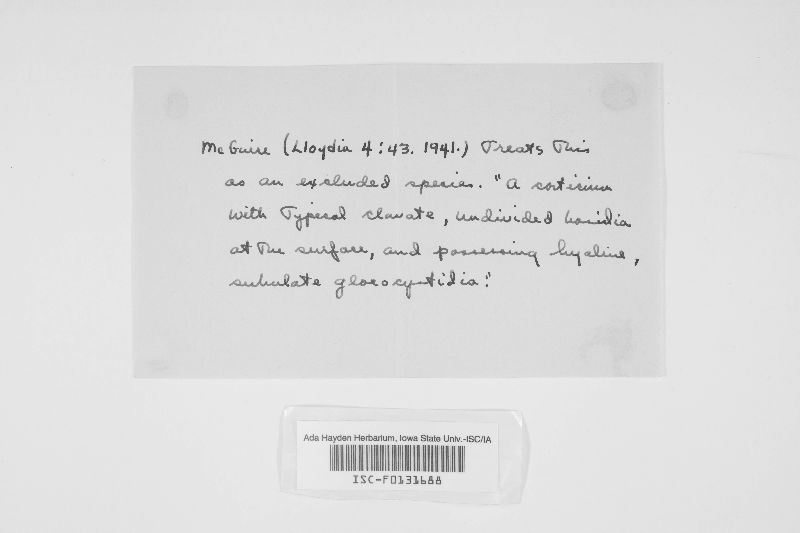 McGuire (Lloydia 4:43. 1941.) Treats This
as an excluded species. "A corticium
with Typical clavate, undivided basidia
at The surface, and possessing hyaline,
subulate gloeocystidia."
Ada Hayden Herbarium, Iowa State Univ.-ISC/IA
ISC-F0131688